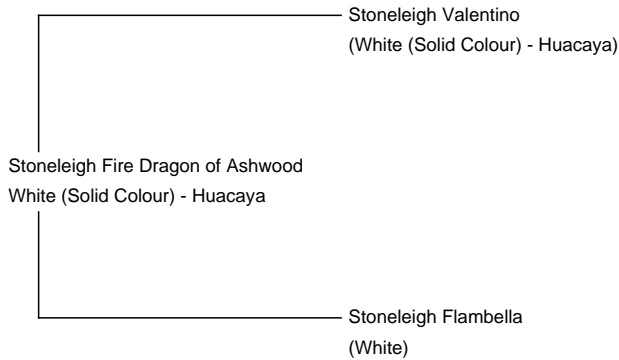 Stoneleigh Valentino
(White (Solid Colour) - Huacaya)
Stoneleigh Fire Dragon of Ashwood
White (Solid Colour) - Huacaya
Stoneleigh Flambella
(White)